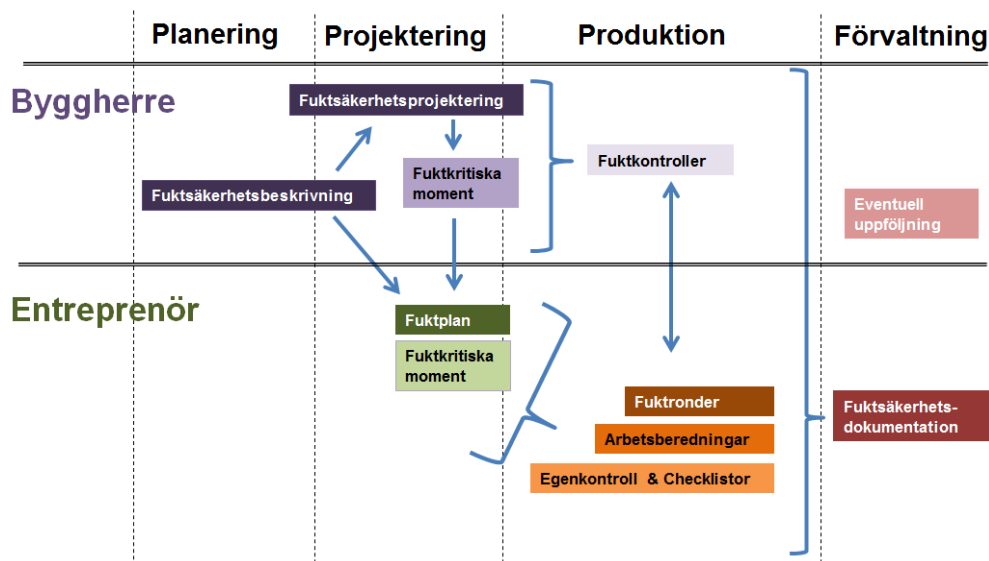 Planering
Projektering
Produktion
Förvaltning
Byggherre
Fuktsäkerhetsprojektering
Fuktsäkerhetsbeskrivning
Fuktkritiska
moment
Fuktkontroller
Eventuell
uppföljning
Entreprenör
Fuktplan
Fuktkritiska
moment
Fuktronder
Arbetsberedningar
Egenkontroll & Checklistor
Fuktsäkerhets-
dokumentation